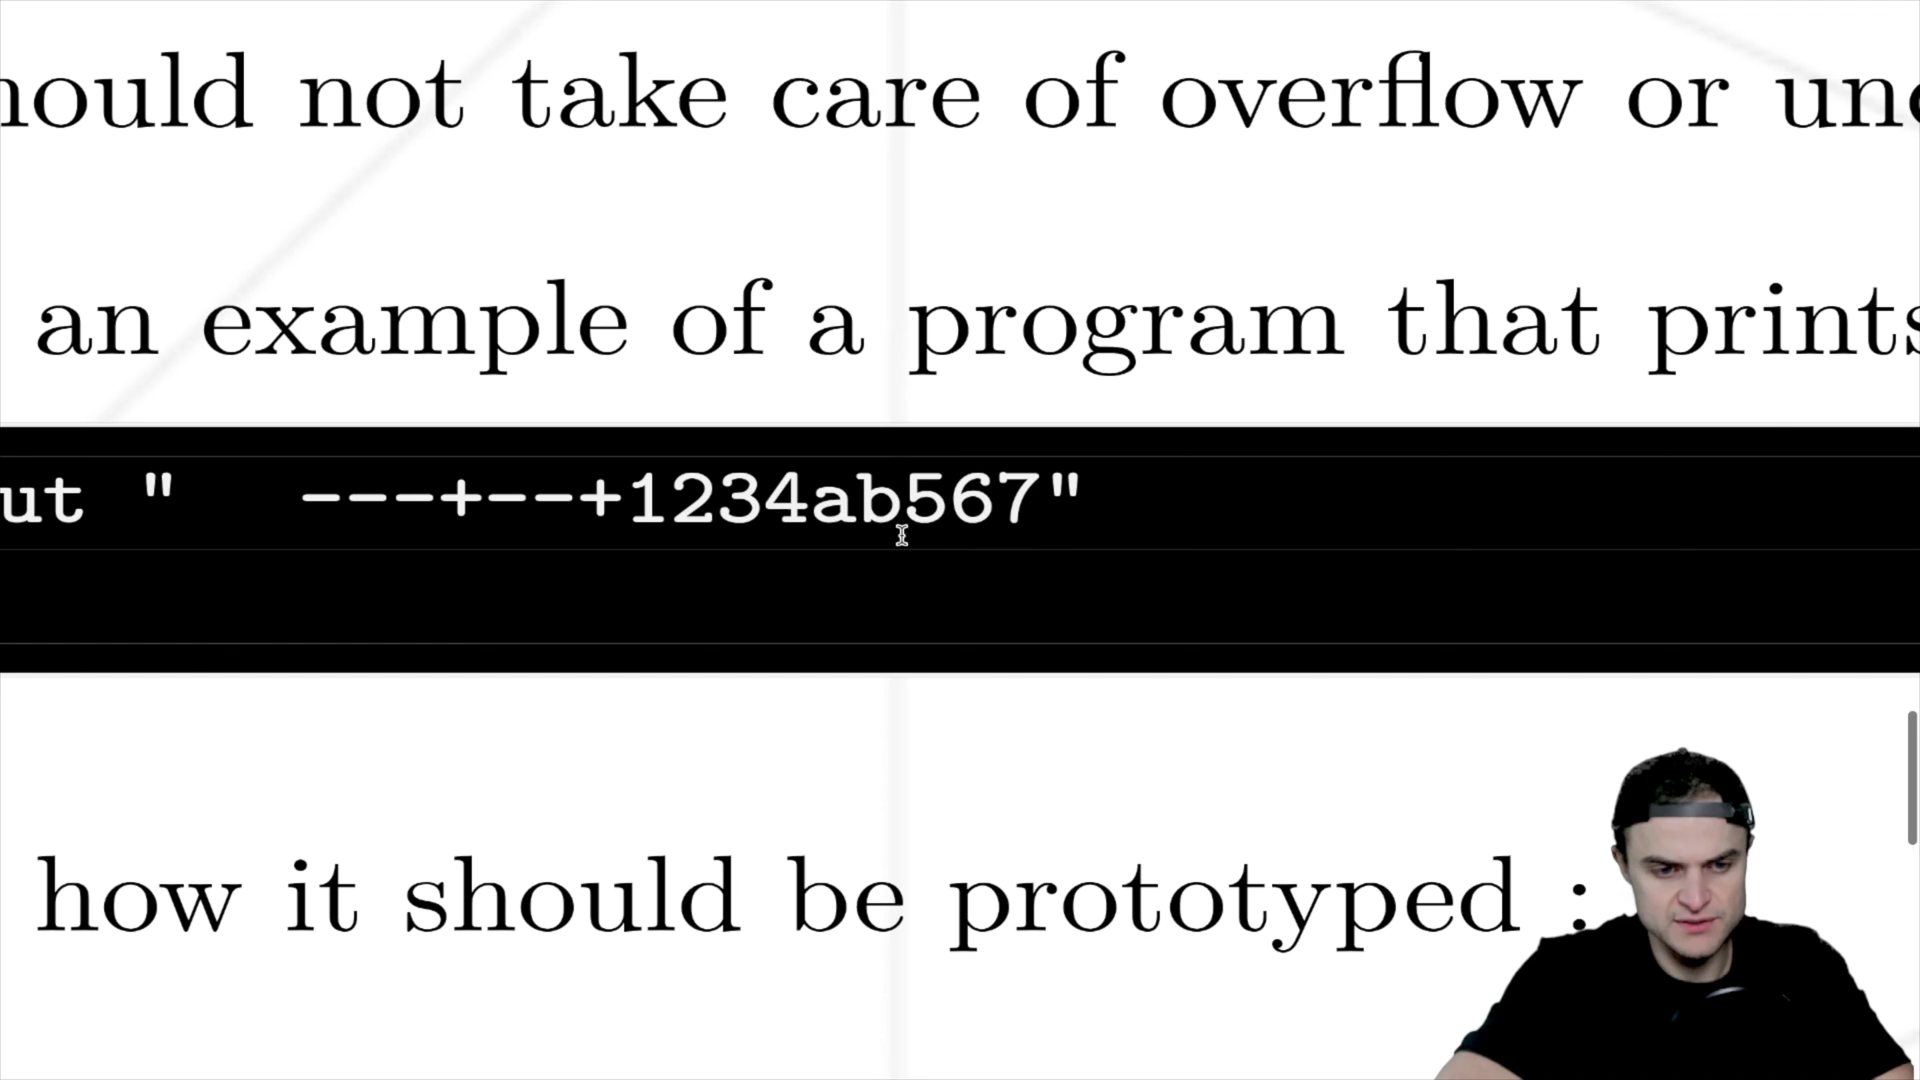 hould not take care of overflow or und
an example of a program that prints
ut "   ---+--+1234ab567"
how it should be prototyped :